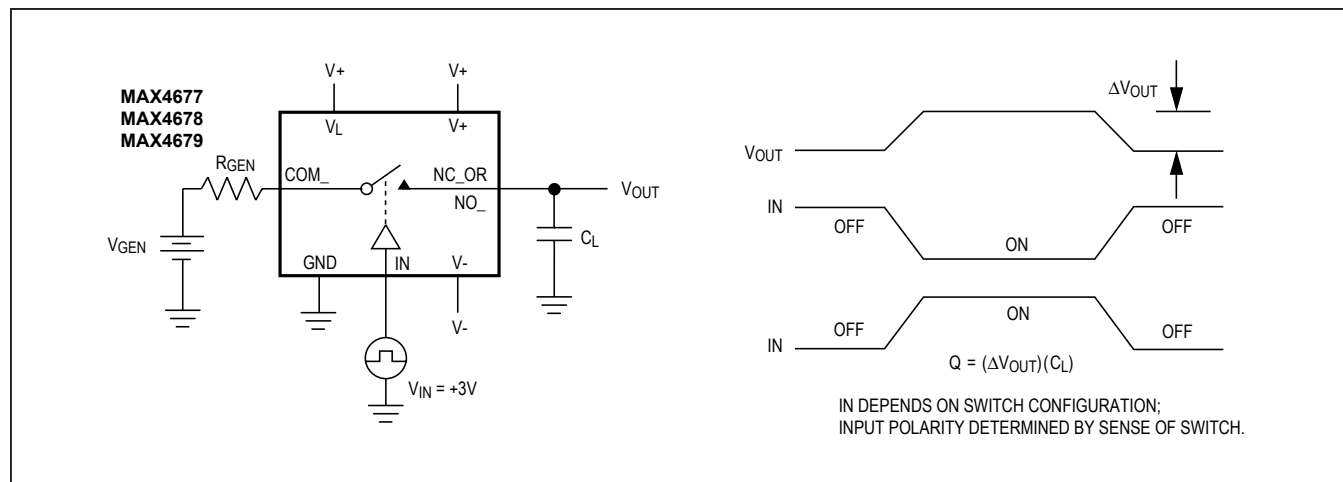 MAX4677
MAX4678
MAX4679
V+
V+
VL
V+
RGEN
COM_
NC_OR
NO_
VOUT
VGEN
CL
GND
IN
V-
V-
VIN = +3V
ΔVOUT
VOUT
IN
OFF
ON
OFF
IN
OFF
ON
OFF
Q = (ΔVOUT)(CL)
IN DEPENDS ON SWITCH CONFIGURATION;
INPUT POLARITY DETERMINED BY SENSE OF SWITCH.